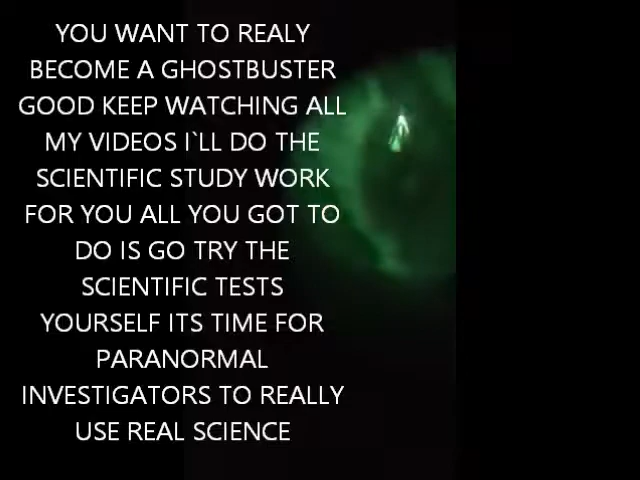 YOU WANT TO REALY
BECOME A GHOSTBUSTER
GOOD KEEP WATCHING ALL
MY VIDEOS I`LL DO THE
SCIENTIFIC STUDY WORK
FOR YOU ALL YOU GOT TO
DO IS GO TRY THE
SCIENTIFIC TESTS
YOURSELF ITS TIME FOR
PARANORMAL
INVESTIGATORS TO REALLY
USE REAL SCIENCE